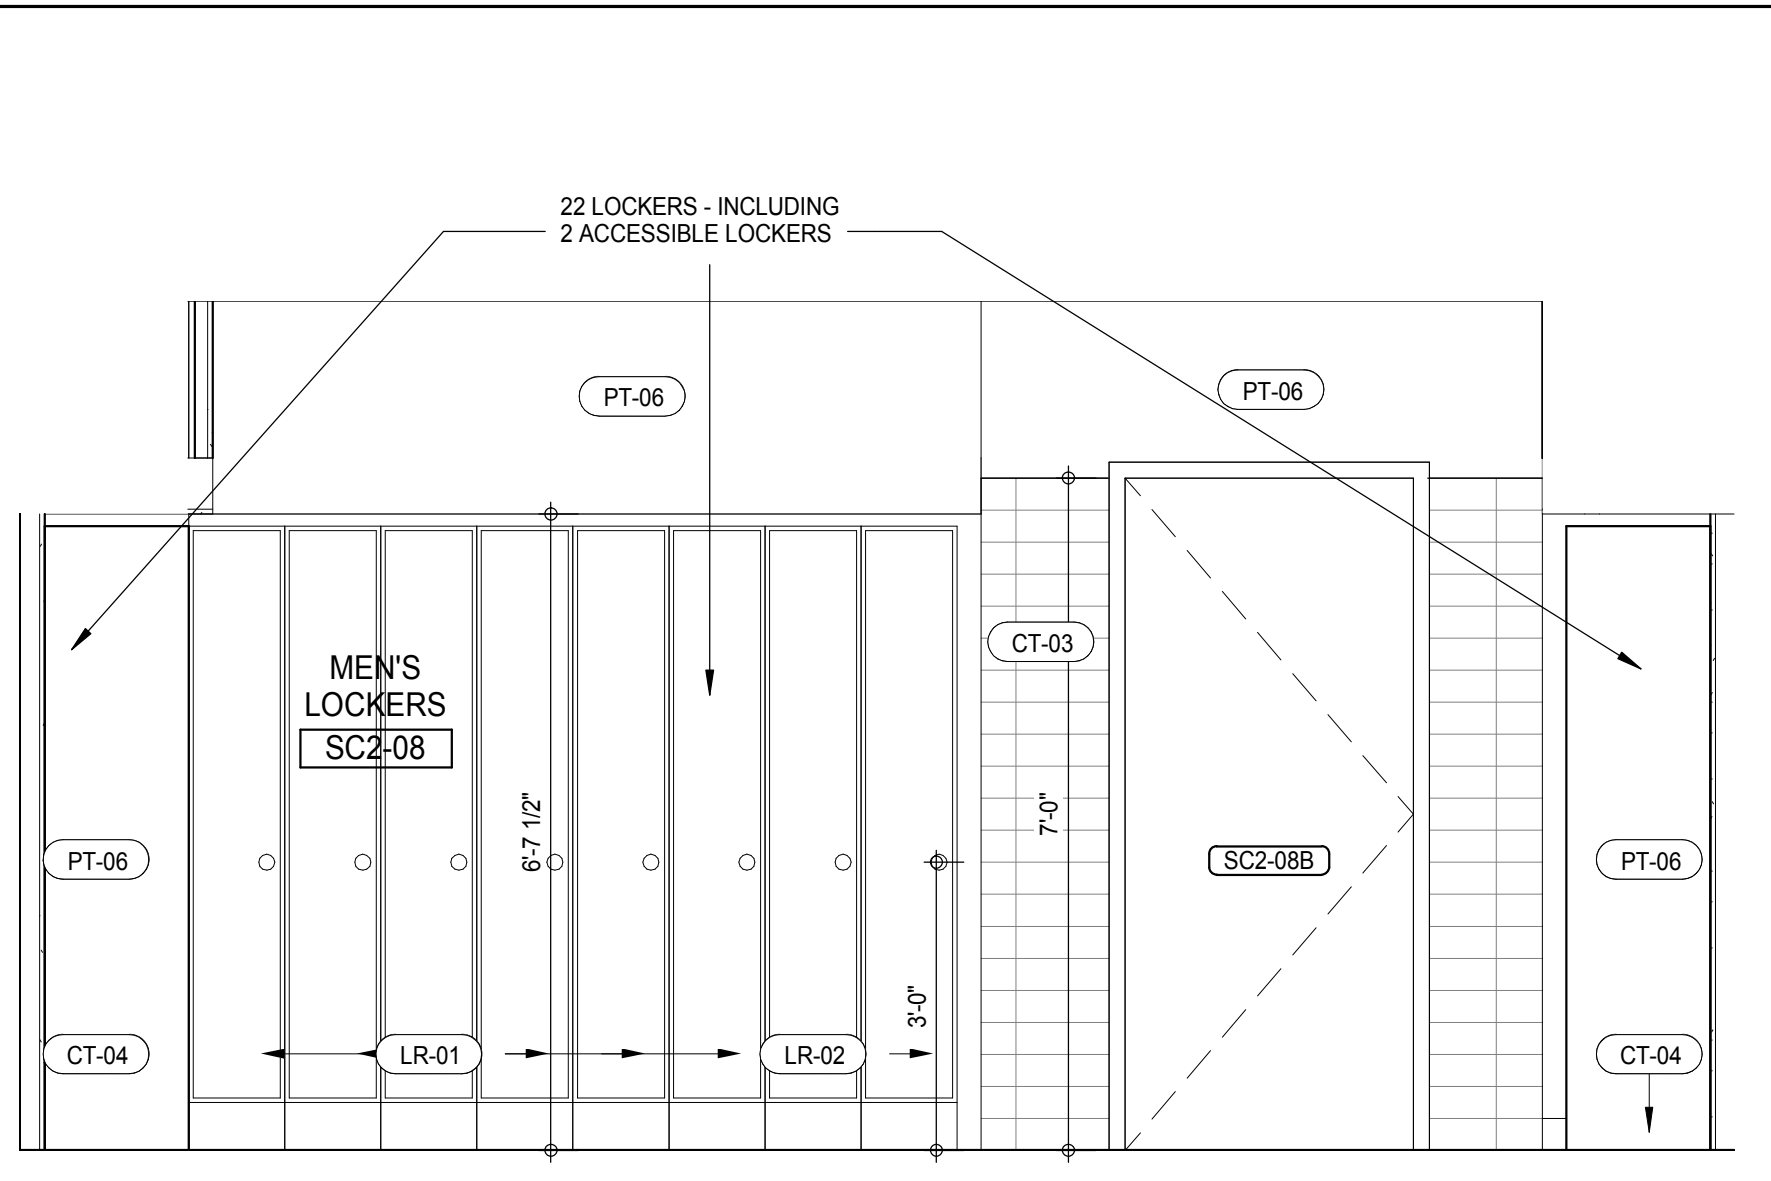 22 LOCKERS - INCLUDING
2 ACCESSIBLE LOCKERS
PT-06
PT-06
CT-03
MEN'S
LOCKERS
SC2-08
6'-7 1/2"
7'-0"
PT-06
SC2-08B
PT-06
3'-0"
CT-04
LR-01
LR-02
CT-04